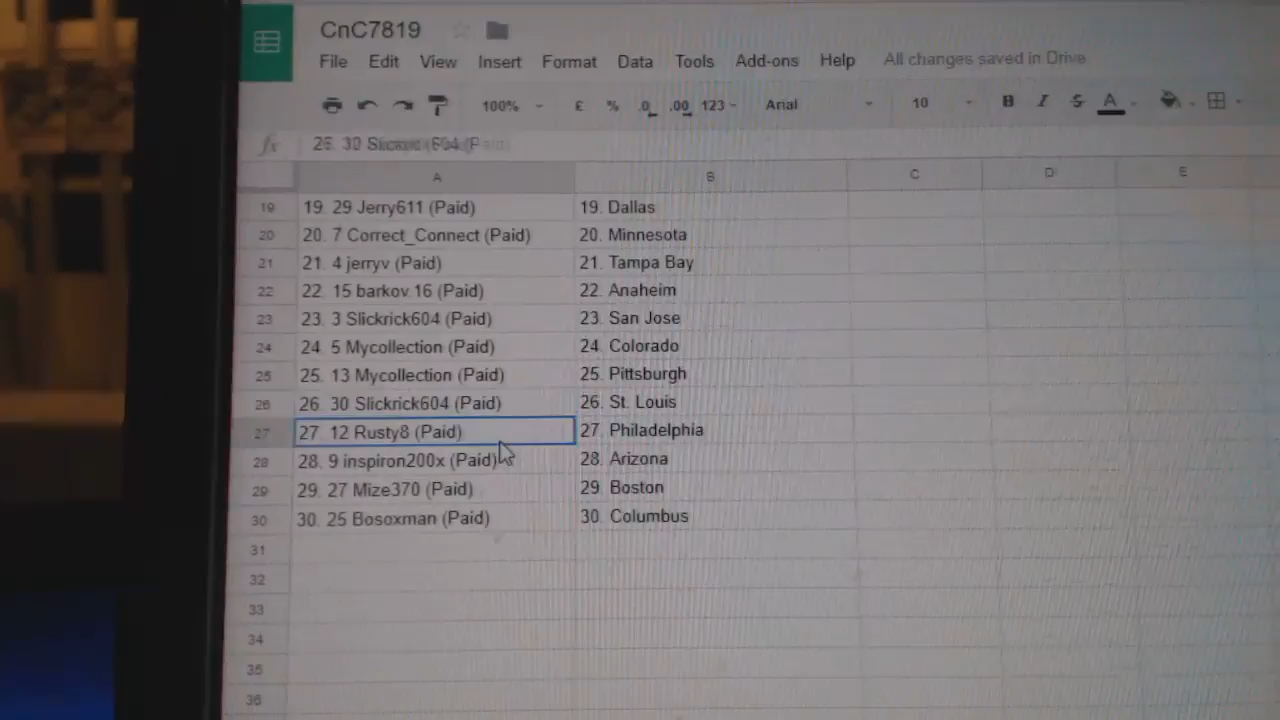 CnC7819
File Edit View Insert Format Data Tools Add-ons Help All changes saved in Drive
100% £ % .0 .00 123 Arial 10 B I S A
fx 26. 30 Slickrick604 (Paid)
A B C D E
19 19. 29 Jerry611 (Paid) 19. Dallas
20 20. 7 Correct_Connect (Paid) 20. Minnesota
21 21. 4 jerryv (Paid) 21. Tampa Bay
22 22. 15 barkov.16 (Paid) 22. Anaheim
23 23. 3 Slickrick604 (Paid) 23. San Jose
24 24. 5 Mycollection (Paid) 24. Colorado
25 25. 13 Mycollection (Paid) 25. Pittsburgh
26 26. 30 Slickrick604 (Paid) 26. St. Louis
27 27. 12 Rusty8 (Paid) 27. Philadelphia
28 28. 9 inspiron200x (Paid) 28. Arizona
29 29. 27 Mize370 (Paid) 29. Boston
30 30. 25 Bosoxman (Paid) 30. Columbus
31
32
33
34
35
36